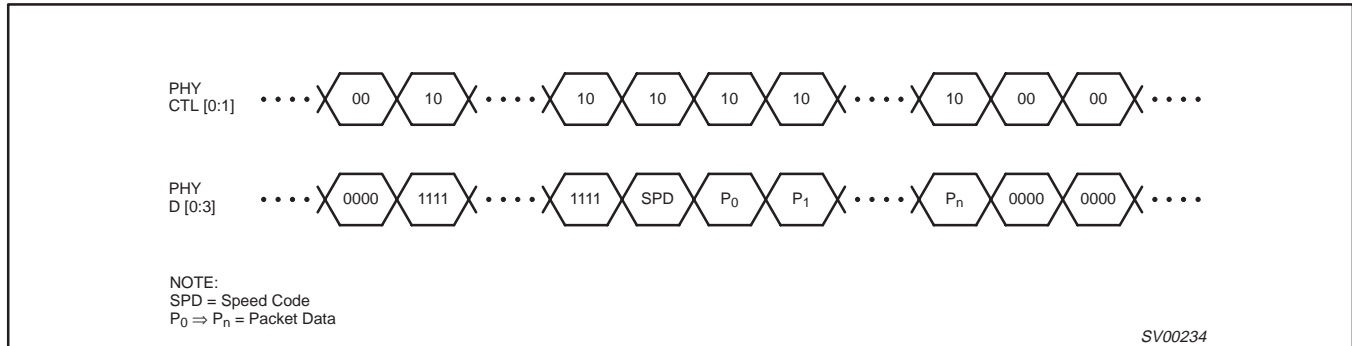 PHY
CTL [0:1]
00 10 10 10 10 10 10 00 00
PHY
D [0:3]
0000 1111 1111 SPD P0 P1 Pn 0000 0000
NOTE:
SPD = Speed Code
P0 ⇒ Pn = Packet Data
SV00234